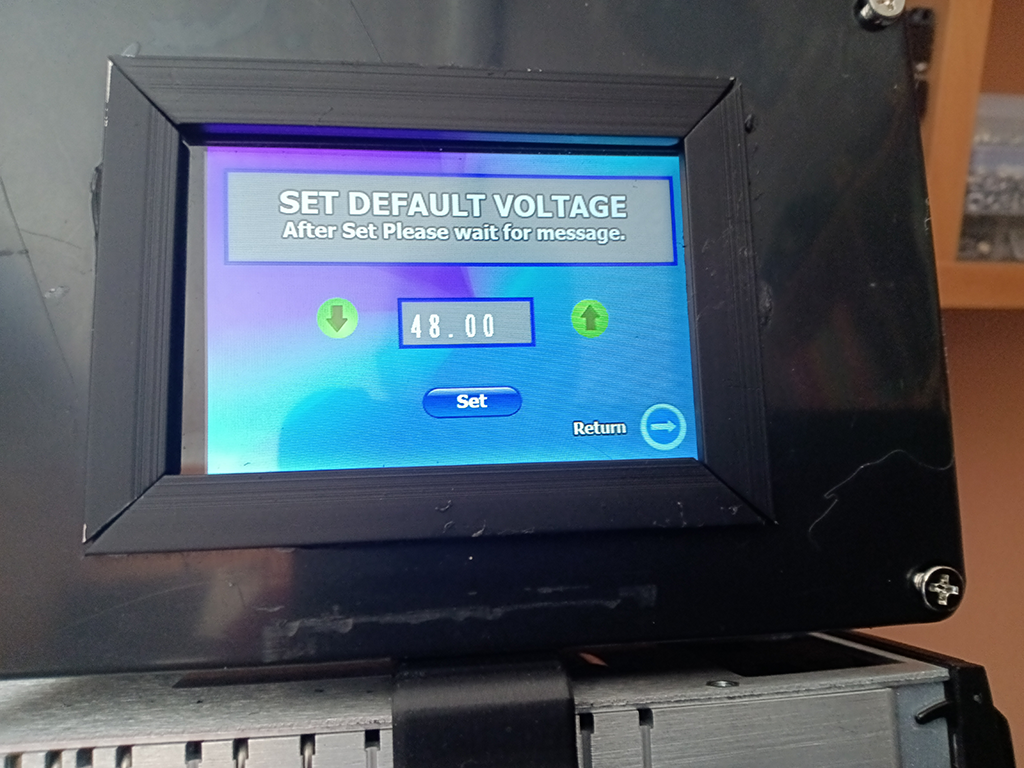 SET DEFAULT VOLTAGE
After Set Please wait for message.
48.00
Set
Return